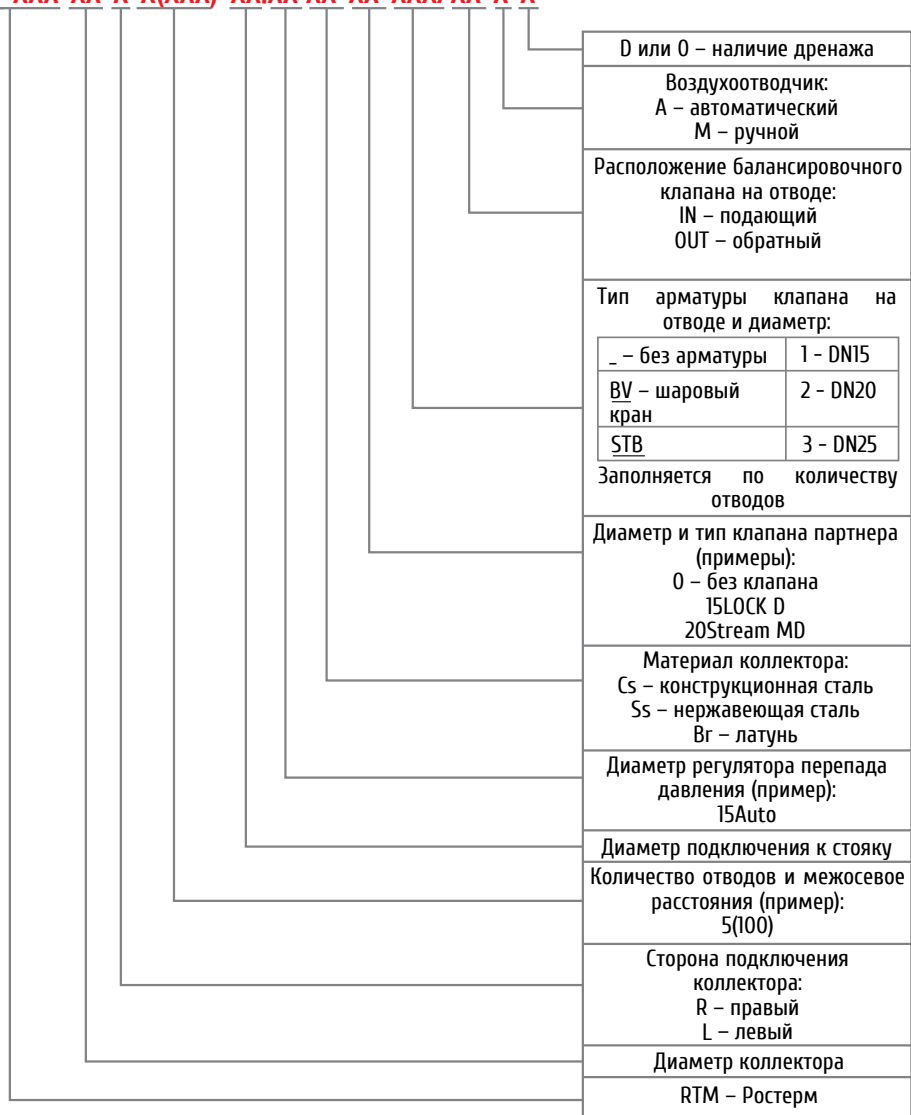 D или 0 – наличие дренажа
Воздухоотводчик:
A – автоматический
M – ручной
Расположение балансировочного
клапана на отводе:
IN – подающий
OUT – обратный
Тип арматуры клапана на
отводе и диаметр:
_ – без арматуры 1 - DN15
BV – шаровый 2 - DN20
кран
STB 3 - DN25
Заполняется по количеству
отводов
Диаметр и тип клапана партнера
(примеры):
0 – без клапана
15LOCK D
20Stream MD
Материал коллектора:
Cs – конструкционная сталь
Ss – нержавеющая сталь
Br – латунь
Диаметр регулятора перепада
давления (пример):
15Auto
Диаметр подключения к стояку
Количество отводов и межосевое
расстояния (пример):
5(100)
Сторона подключения
коллектора:
R – правый
L – левый
Диаметр коллектора
RTM – Ростерм